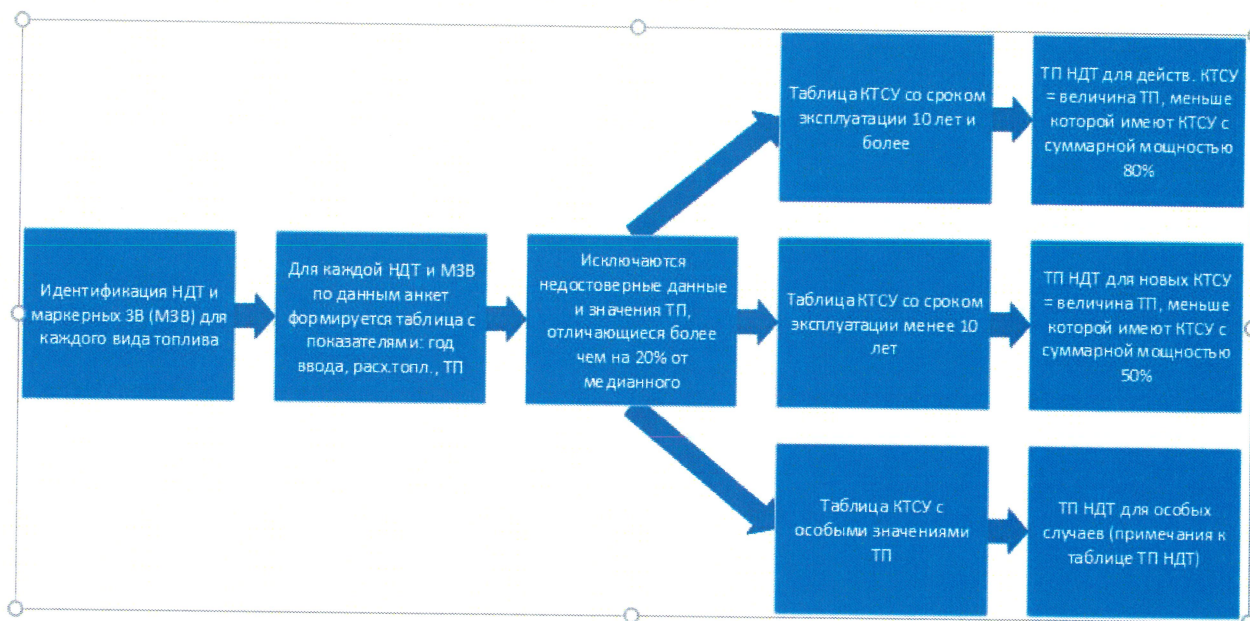 Идентификация НДТ и
маркерных ЗВ (МЗВ) для
каждого вида топлива
Для каждой НДТ и МЗВ
по данным анкет
формируется таблица с
показателями: год
ввода, расх.топл., ТП
Исключаются
недостоверные данные
и значения ТП,
отличающиеся более
чем на 20% от
медианного
Таблица КТСУ со сроком
эксплуатации 10 лет и
более
ТП НДТ для действ. КТСУ
= величина ТП, меньше
которой имеют КТСУ с
суммарной мощностью
80%
Таблица КТСУ со сроком
эксплуатации менее 10
лет
ТП НДТ для новых КТСУ
= величина ТП, меньше
которой имеют КТСУ с
суммарной мощностью
50%
Таблица КТСУ с
особыми значениями
ТП
ТП НДТ для особых
случаев (примечания к
таблице ТП НДТ)